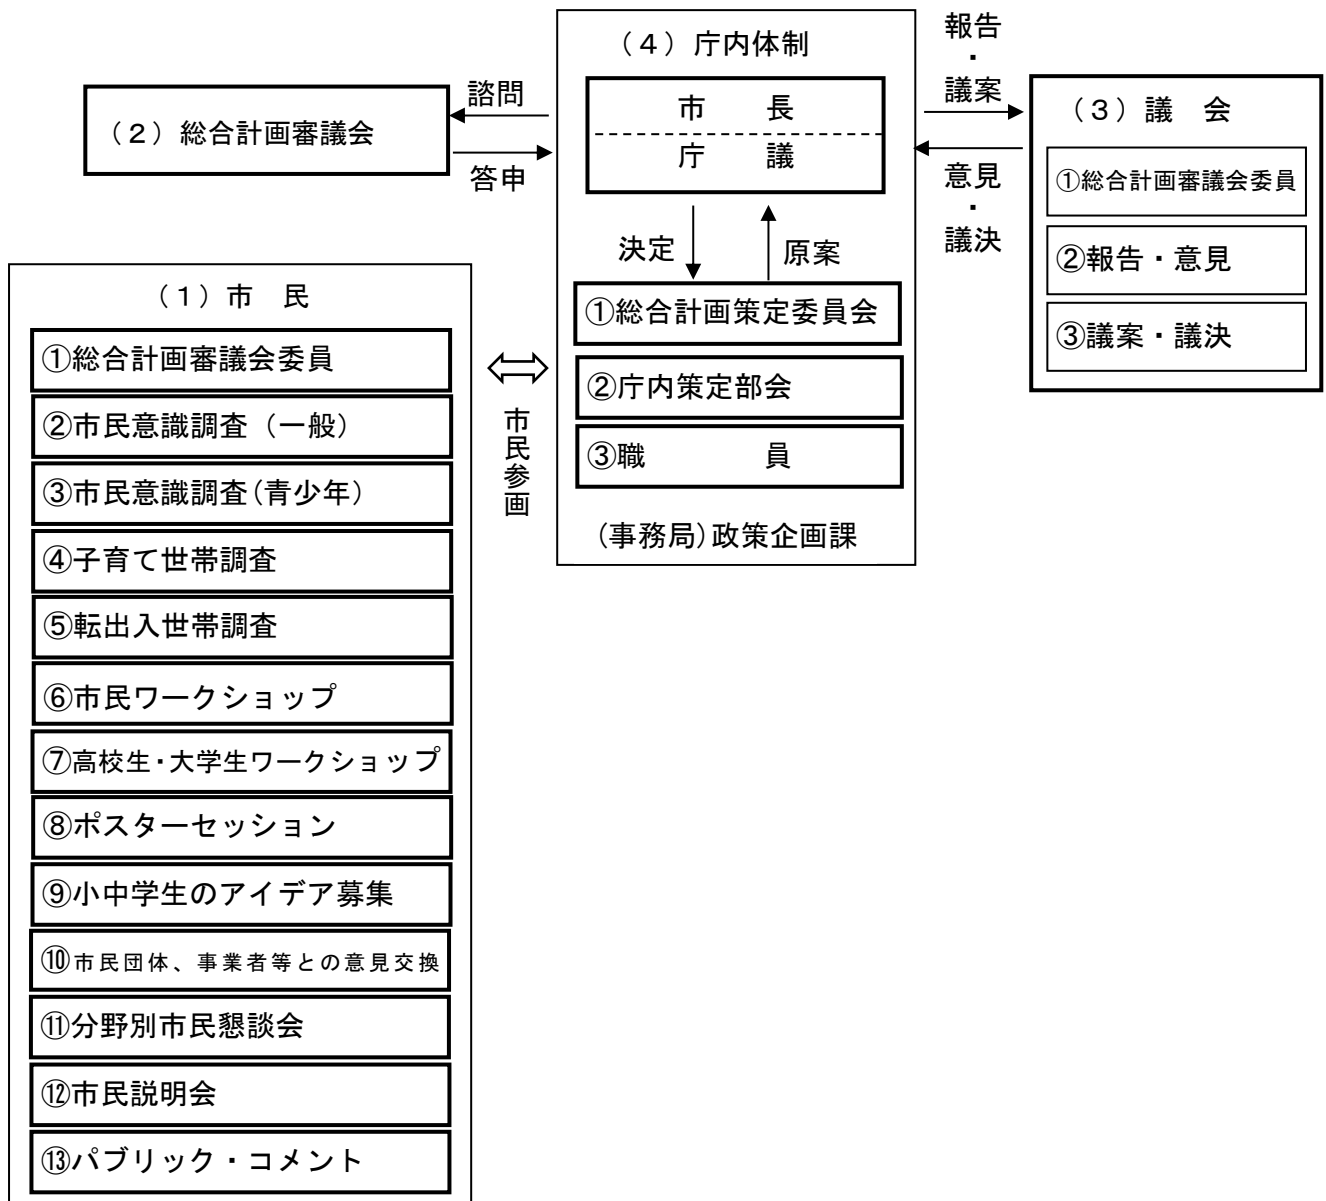 (4) 庁内体制
市　　長
庁　　議
決定
原案
①総合計画策定委員会
②庁内策定部会
③職　　　員
(事務局)政策企画課
諮問
(2) 総合計画審議会
答申
報告
・
議案
意見
・
議決
(3) 議　会
①総合計画審議会委員
②報告・意見
③議案・議決
(1) 市　民
①総合計画審議会委員
②市民意識調査（一般）
③市民意識調査(青少年）
④子育て世帯調査
⑤転出入世帯調査
⑥市民ワークショップ
⑦高校生・大学生ワークショップ
⑧ポスターセッション
⑨小中学生のアイデア募集
⑩市民団体、事業者等との意見交換
⑪分野別市民懇談会
⑫市民説明会
⑬パブリック・コメント
市民参画